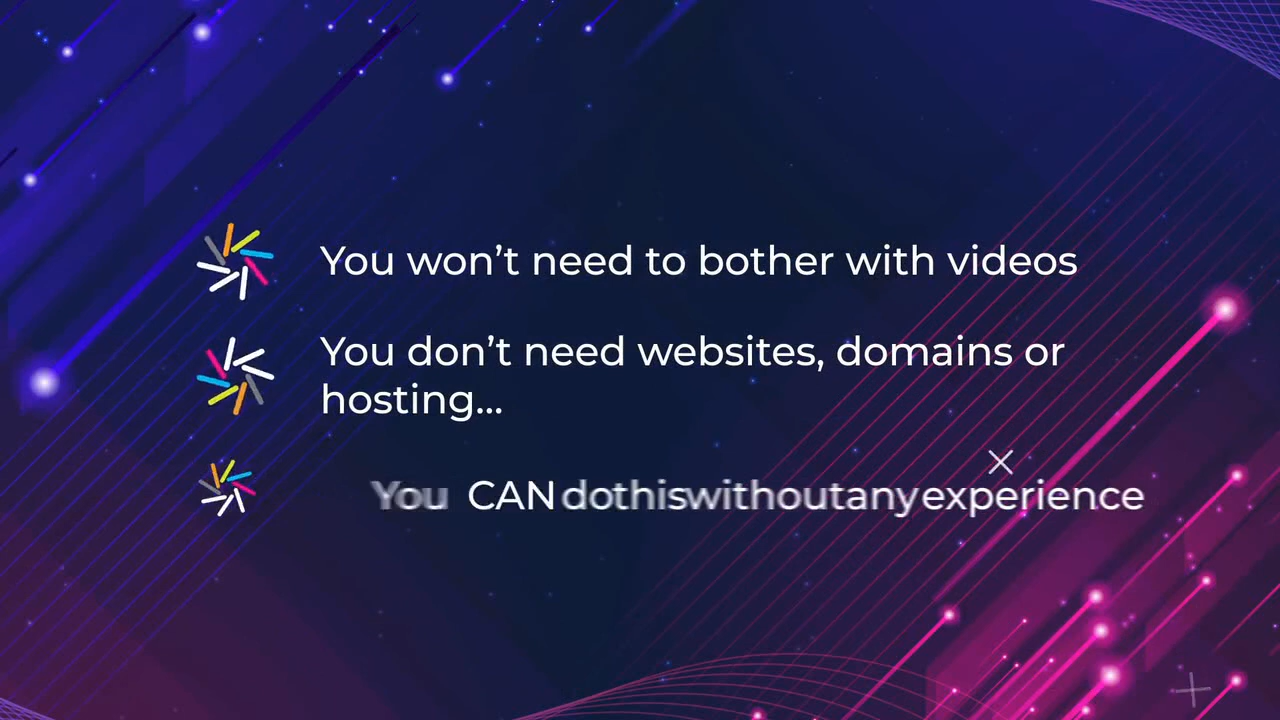 You won’t need to bother with videos
You don’t need websites, domains or
hosting...
You CAN dothiswithoutanyexperience